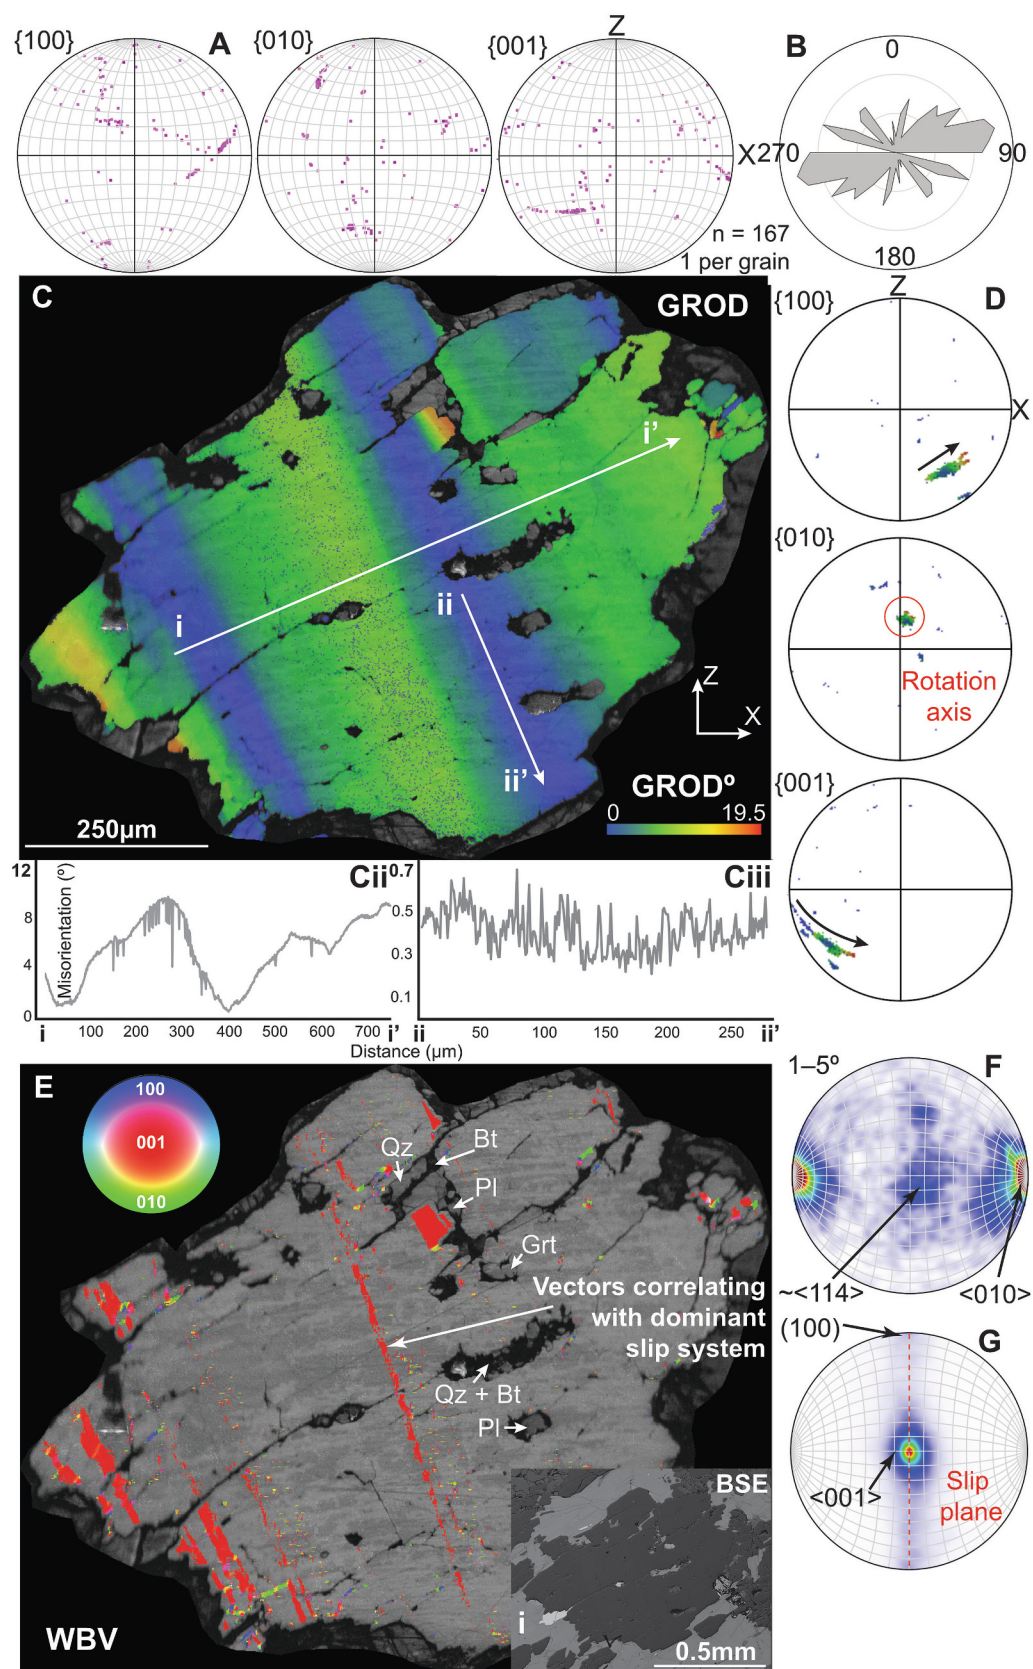 {100}
A
{010}
{001}
Z
B
0
X
270
90
180
n = 167
1 per grain
C
GROD
i
i'
ii
ii'
Z
X
250µm
GRODº
0
19.5
Z
D
{100}
X
{010}
Rotation
axis
{001}
12
8
4
0
Misorientation (º)
Cii
i
100
200
300
400
500
600
700
i'
0.7
0.5
0.3
0.1
Ciii
ii
50
100
150
200
250
ii'
Distance (µm)
E
100
001
010
Qz
Bt
Pl
Grt
Vectors correlating
with dominant
slip system
Qz + Bt
Pl
WBV
BSE
i
0.5mm
1–5º
F
~<114>
<010>
(100)
G
<001>
Slip
plane